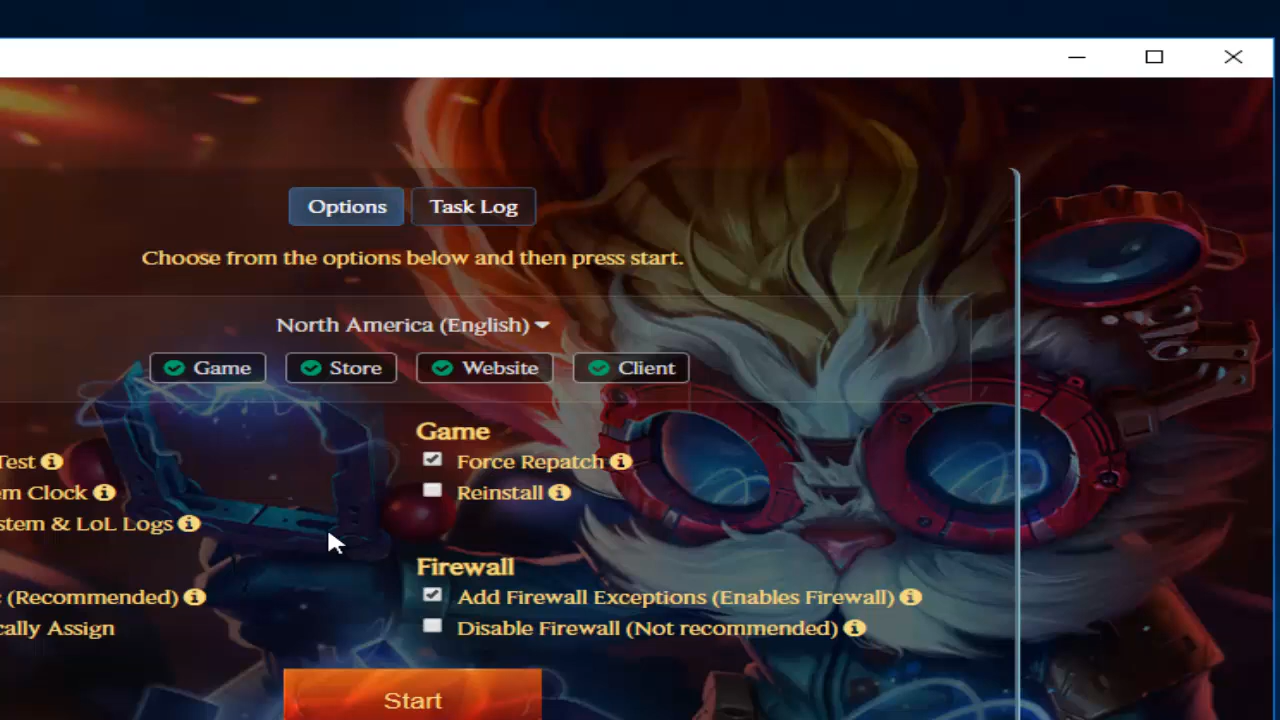 Options
Task Log
Choose from the options below and then press start.
North America (English)
Game
Store
Website
Client
Game
Test
Force Repatch
em Clock
Reinstall
stem & LoL Logs
Firewall
(Recommended)
Add Firewall Exceptions (Enables Firewall)
cally Assign
Disable Firewall (Not recommended)
Start